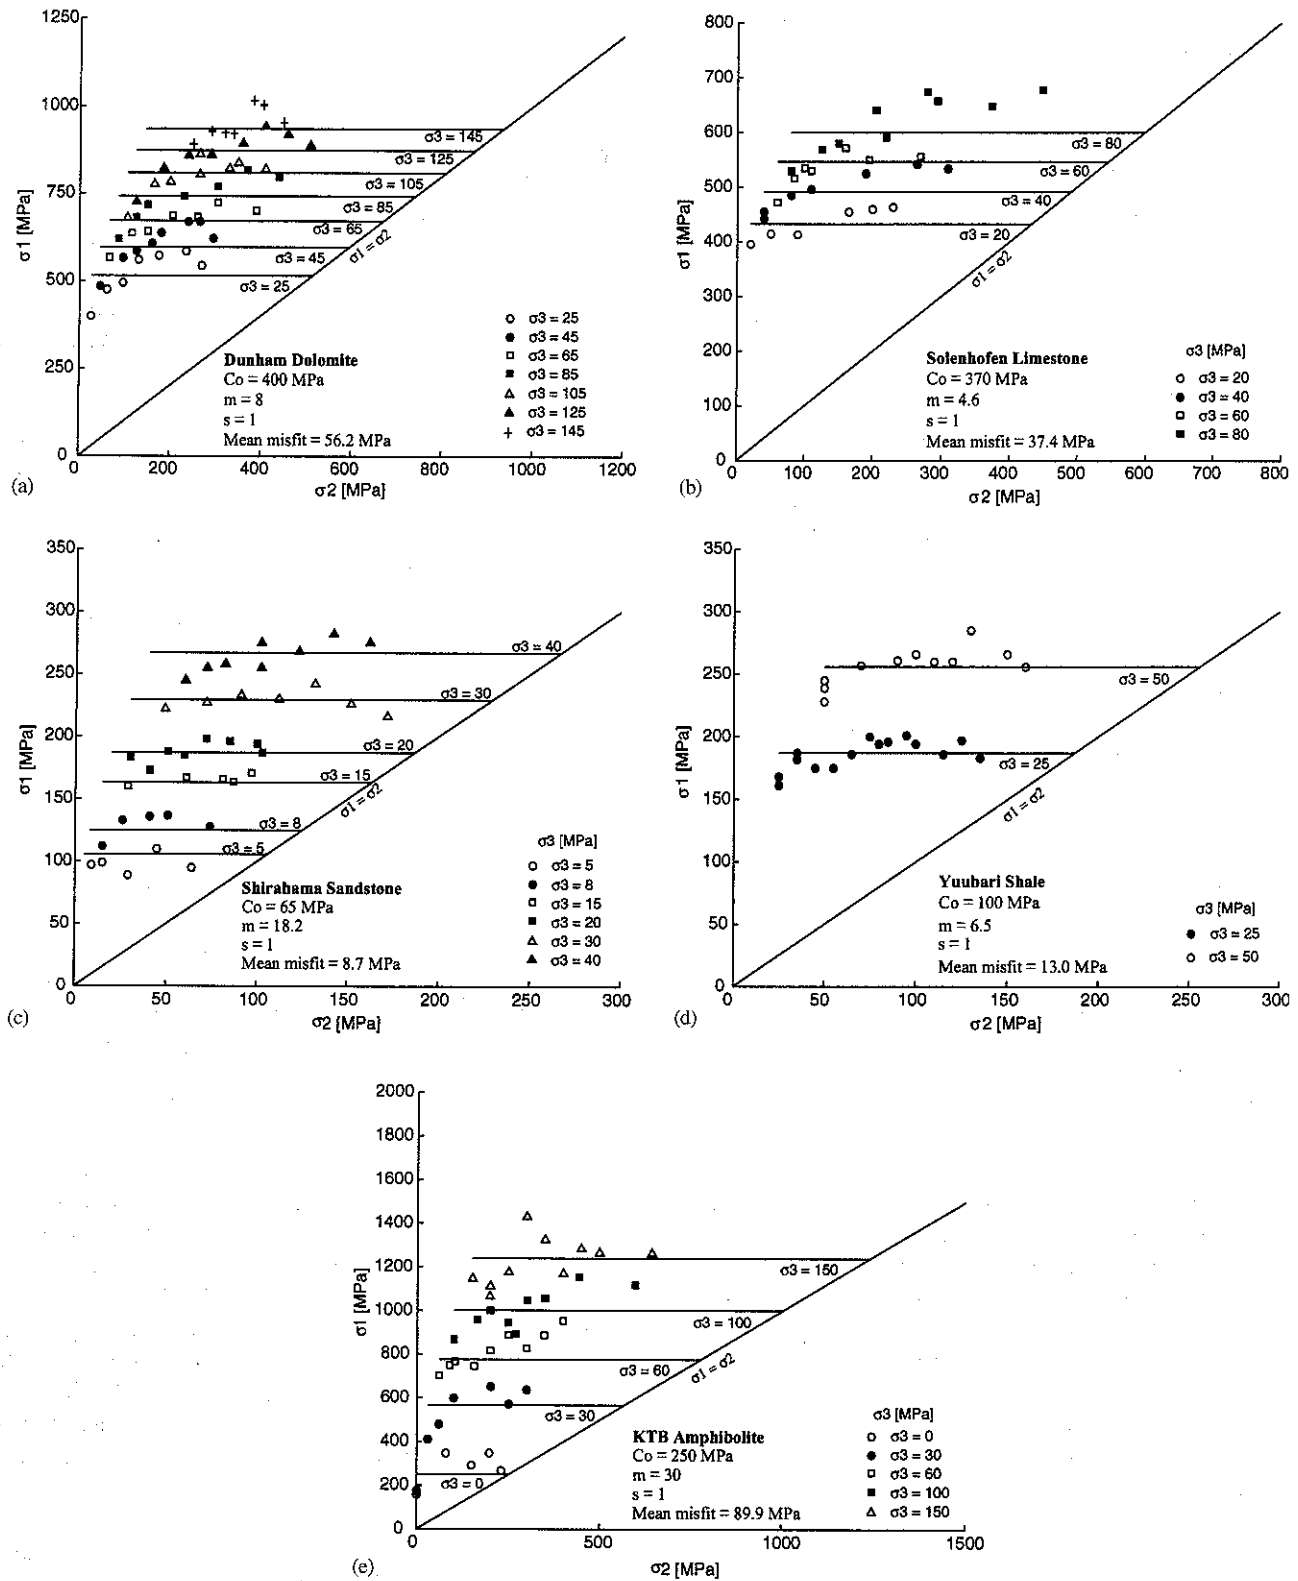 1250
1000
750
500
250
0
σ1 [MPa]
σ3 = 145
σ3 = 125
σ3 = 105
σ3 = 85
σ3 = 65
σ3 = 45
σ3 = 25
σ1 = σ2
Dunham Dolomite
Co = 400 MPa
m = 8
s = 1
Mean misfit = 56.2 MPa
σ3 = 25
σ3 = 45
σ3 = 65
σ3 = 85
σ3 = 105
σ3 = 125
σ3 = 145
200 400 600 800 1000 1200
σ2 [MPa]
(a)
800
700
600
500
400
300
200
100
0
σ1 [MPa]
σ3 = 80
σ3 = 60
σ3 = 40
σ3 = 20
σ1 = σ2
Solenhofen Limestone
Co = 370 MPa
m = 4.6
s = 1
Mean misfit = 37.4 MPa
σ3 [MPa]
σ3 = 20
σ3 = 40
σ3 = 60
σ3 = 80
0 100 200 300 400 500 600 700 800
σ2 [MPa]
(b)
350
300
250
200
150
100
50
0
σ1 [MPa]
σ3 = 40
σ3 = 30
σ3 = 20
σ3 = 15
σ3 = 8
σ3 = 5
σ1 = σ2
Shirahama Sandstone
Co = 65 MPa
m = 18.2
s = 1
Mean misfit = 8.7 MPa
σ3 [MPa]
σ3 = 5
σ3 = 8
σ3 = 15
σ3 = 20
σ3 = 30
σ3 = 40
0 50 100 150 200 250 300
σ2 [MPa]
(c)
350
300
250
200
150
100
50
0
σ1 [MPa]
σ3 = 50
σ3 = 25
σ1 = σ2
Yuubari Shale
Co = 100 MPa
m = 6.5
s = 1
Mean misfit = 13.0 MPa
σ3 [MPa]
σ3 = 25
σ3 = 50
0 50 100 150 200 250 300
σ2 [MPa]
(d)
2000
1800
1600
1400
1200
1000
800
600
400
200
0
σ1 [MPa]
σ3 = 150
σ3 = 100
σ3 = 60
σ3 = 30
σ3 = 0
σ1 = σ2
KTB Amphibolite
Co = 250 MPa
m = 30
s = 1
Mean misfit = 89.9 MPa
σ3 [MPa]
σ3 = 0
σ3 = 30
σ3 = 60
σ3 = 100
σ3 = 150
0 500 1000 1500
σ2 [MPa]
(e)